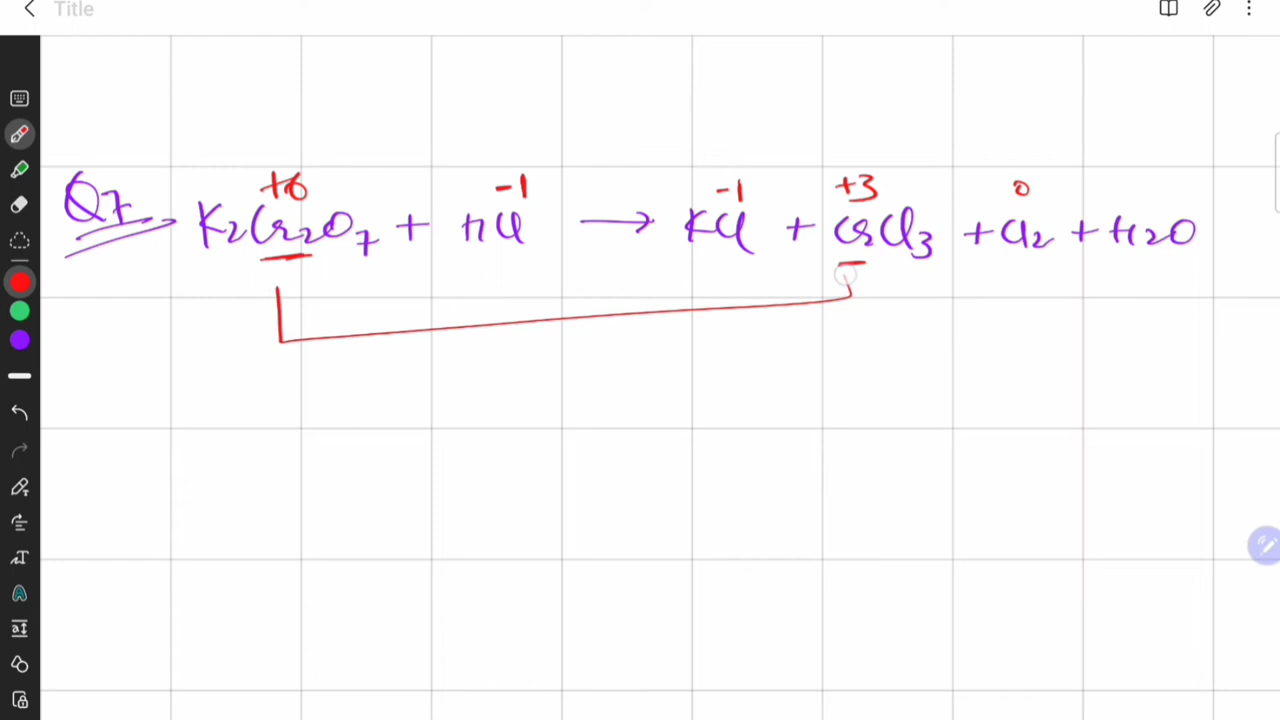 Title
+6 -1 -1 +3 0
Q7 K2Cr2O7 + HCl → KCl + CrCl3 + Cl2 + H2O